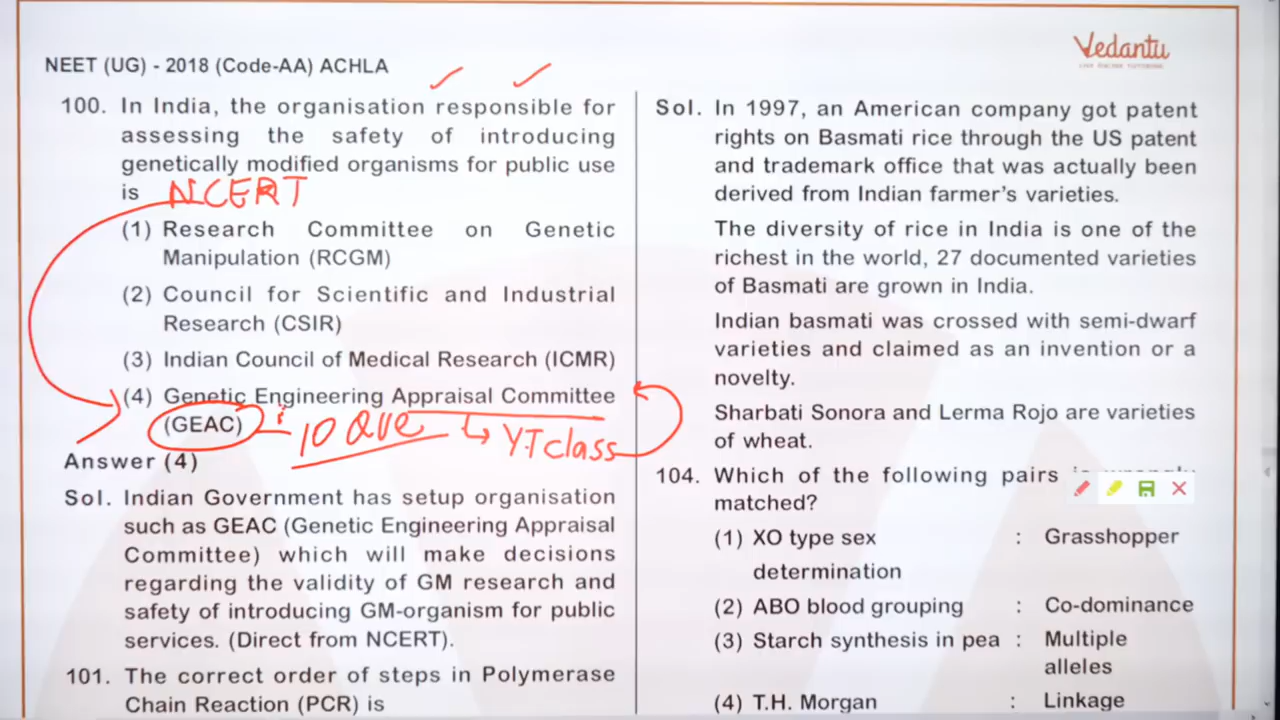 Vedantu
LIVE ONLINE TUTORING
NEET (UG) - 2018 (Code-AA) ACHLA
100. In India, the organisation responsible for
assessing the safety of introducing
genetically modified organisms for public use
is NCERT
(1) Research Committee on Genetic
Manipulation (RCGM)
(2) Council for Scientific and Industrial
Research (CSIR)
(3) Indian Council of Medical Research (ICMR)
(4) Genetic Engineering Appraisal Committee
(GEAC) 10 QUE YT class
Answer (4)
Sol. Indian Government has setup organisation
such as GEAC (Genetic Engineering Appraisal
Committee) which will make decisions
regarding the validity of GM research and
safety of introducing GM-organism for public
services. (Direct from NCERT).
101. The correct order of steps in Polymerase
Chain Reaction (PCR) is
Sol. In 1997, an American company got patent
rights on Basmati rice through the US patent
and trademark office that was actually been
derived from Indian farmer's varieties.
The diversity of rice in India is one of the
richest in the world, 27 documented varieties
of Basmati are grown in India.
Indian basmati was crossed with semi-dwarf
varieties and claimed as an invention or a
novelty.
Sharbati Sonora and Lerma Rojo are varieties
of wheat.
104. Which of the following pairs is wrongly
matched?
(1) XO type sex : Grasshopper
determination
(2) ABO blood grouping : Co-dominance
(3) Starch synthesis in pea : Multiple
alleles
(4) T.H. Morgan : Linkage